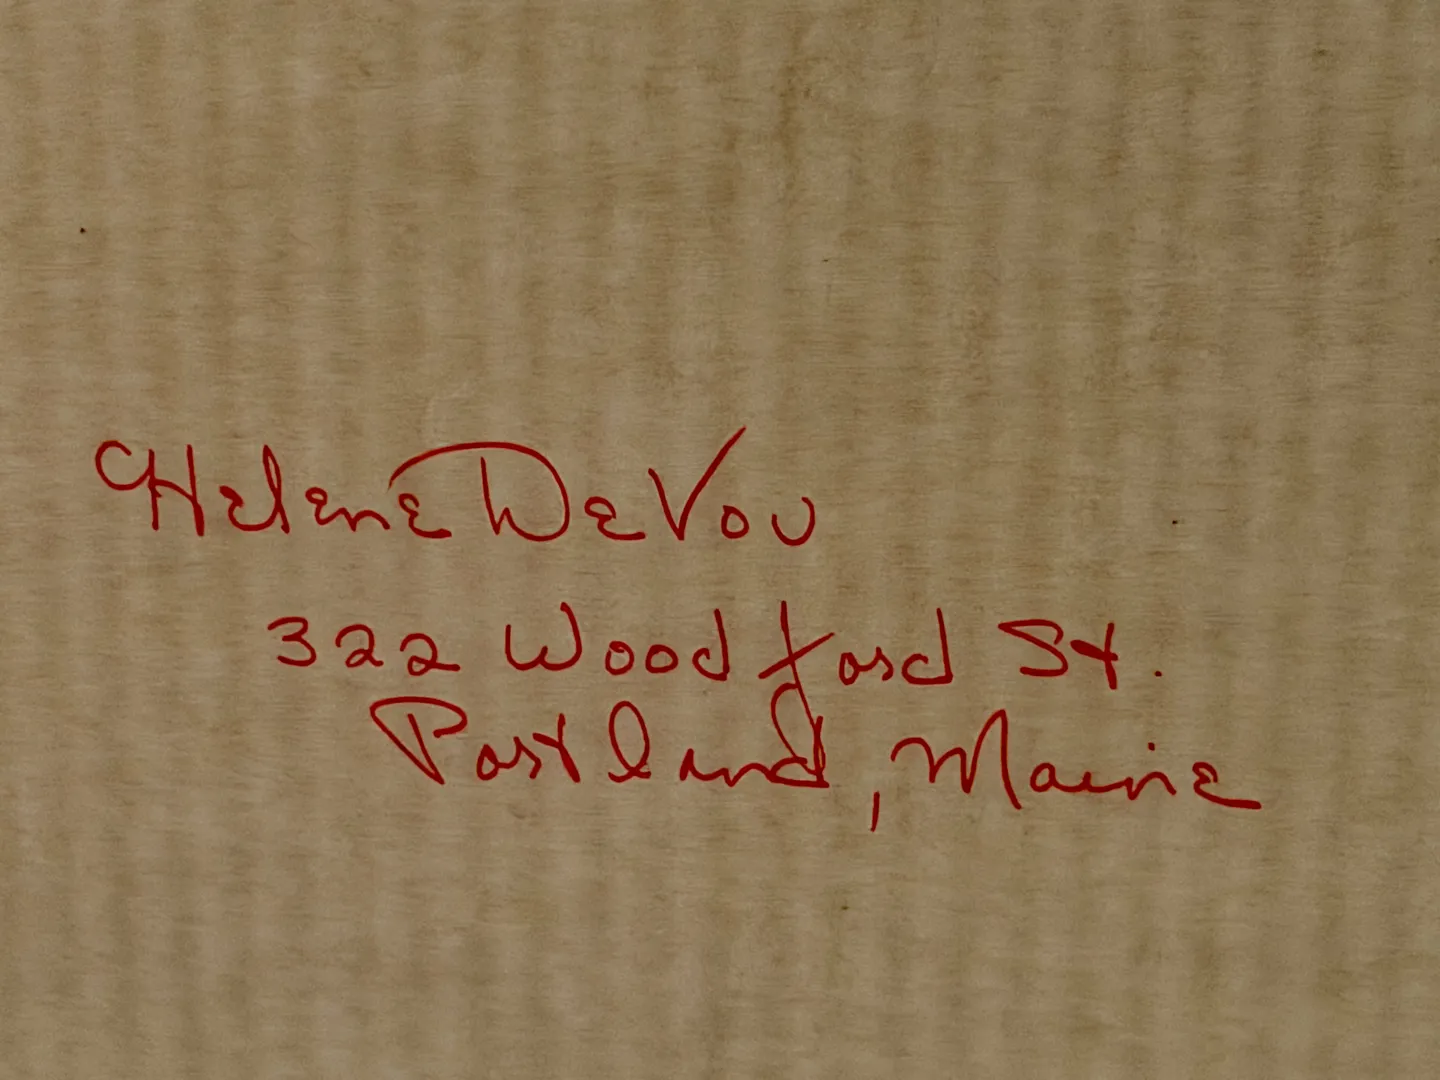 Helene DeVou
322 Woodford St.
Portland, Maine